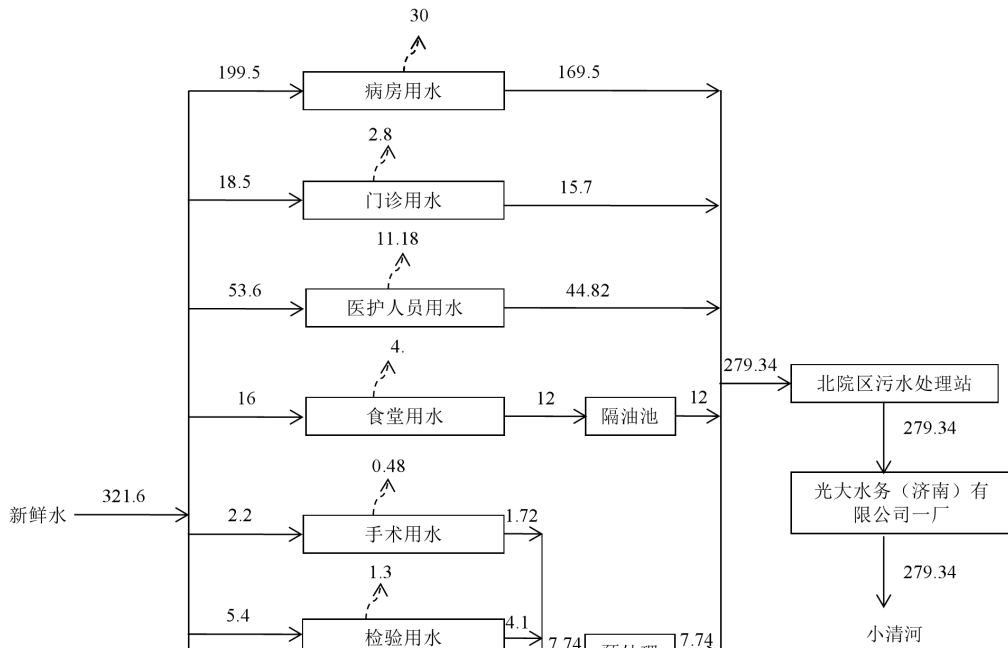 30
199.5
病房用水
169.5
2.8
18.5
门诊用水
15.7
11.18
53.6
医护人员用水
44.82
4.
16
食堂用水
12
隔油池
12
279.34
北院区污水处理站
279.34
光大水务（济南）有
限公司一厂
279.34
小清河
新鲜水
321.6
0.48
2.2
手术用水
1.72
1.3
5.4
检验用水
4.1
7.74
预处理
7.74